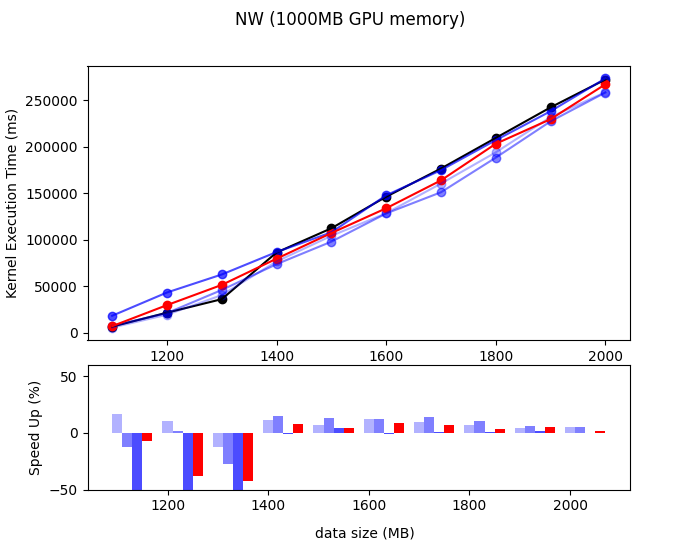 NW (1000MB GPU memory)
Kernel Execution Time (ms)
250000
200000
150000
100000
50000
0
1200 1400 1600 1800 2000
Speed Up (%)
50
0
−50
1200 1400 1600 1800 2000
data size (MB)